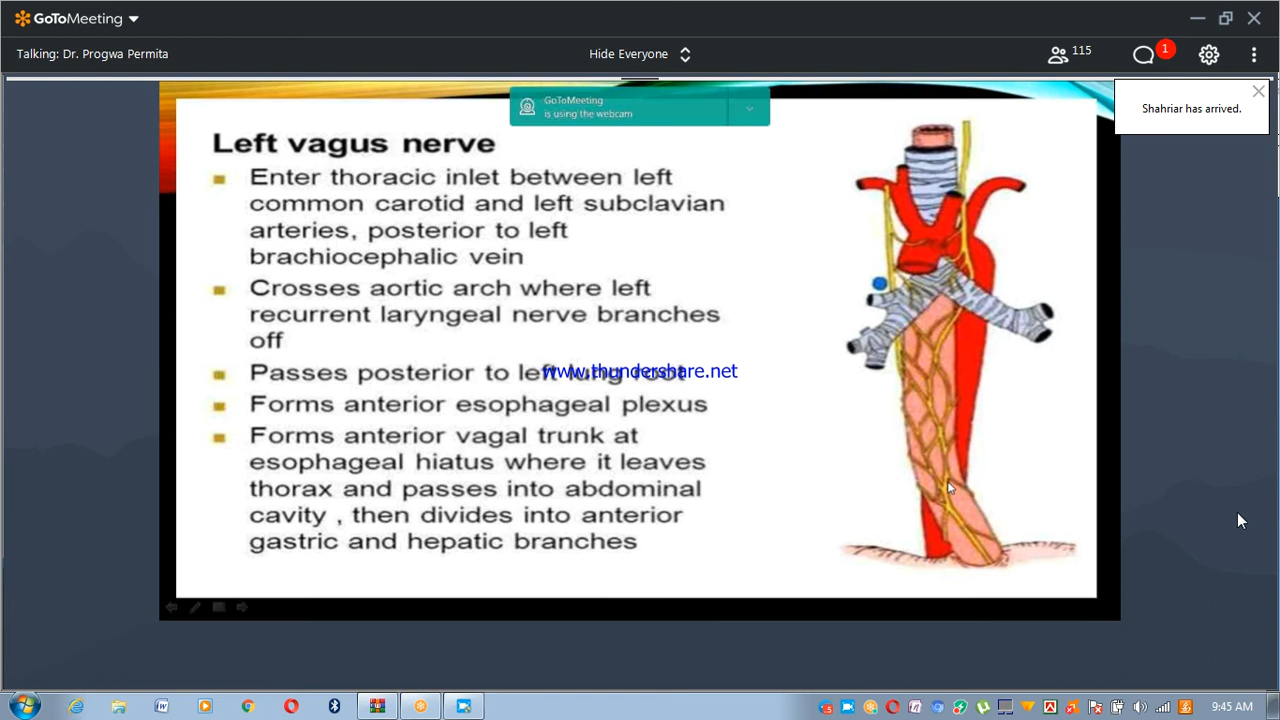 GoToMeeting
Talking: Dr. Progwa Permita
Hide Everyone
115
1
GoToMeeting
is using the webcam
Shahriar has arrived.
Left vagus nerve
Enter thoracic inlet between left
common carotid and left subclavian
arteries, posterior to left
brachiocephalic vein
Crosses aortic arch where left
recurrent laryngeal nerve branches
off
Passes posterior to left lung root
www.thundershare.net
Forms anterior esophageal plexus
Forms anterior vagal trunk at
esophageal hiatus where it leaves
thorax and passes into abdominal
cavity , then divides into anterior
gastric and hepatic branches
9:45 AM